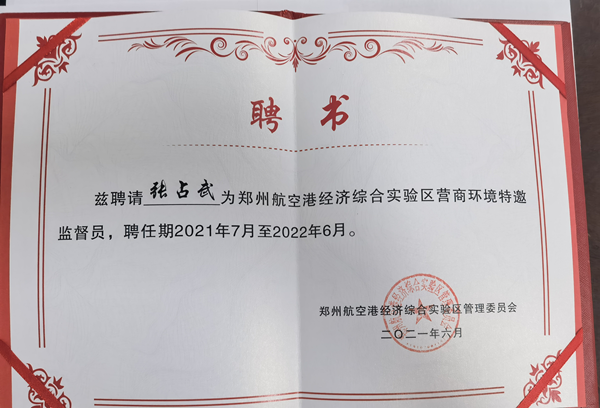 聘书
兹聘请 张占武 为郑州航空港经济综合实验区营商环境特邀
监督员，聘任期2021年7月至2022年6月。
郑州航空港经济综合实验区管理委员会
二〇二一年六月